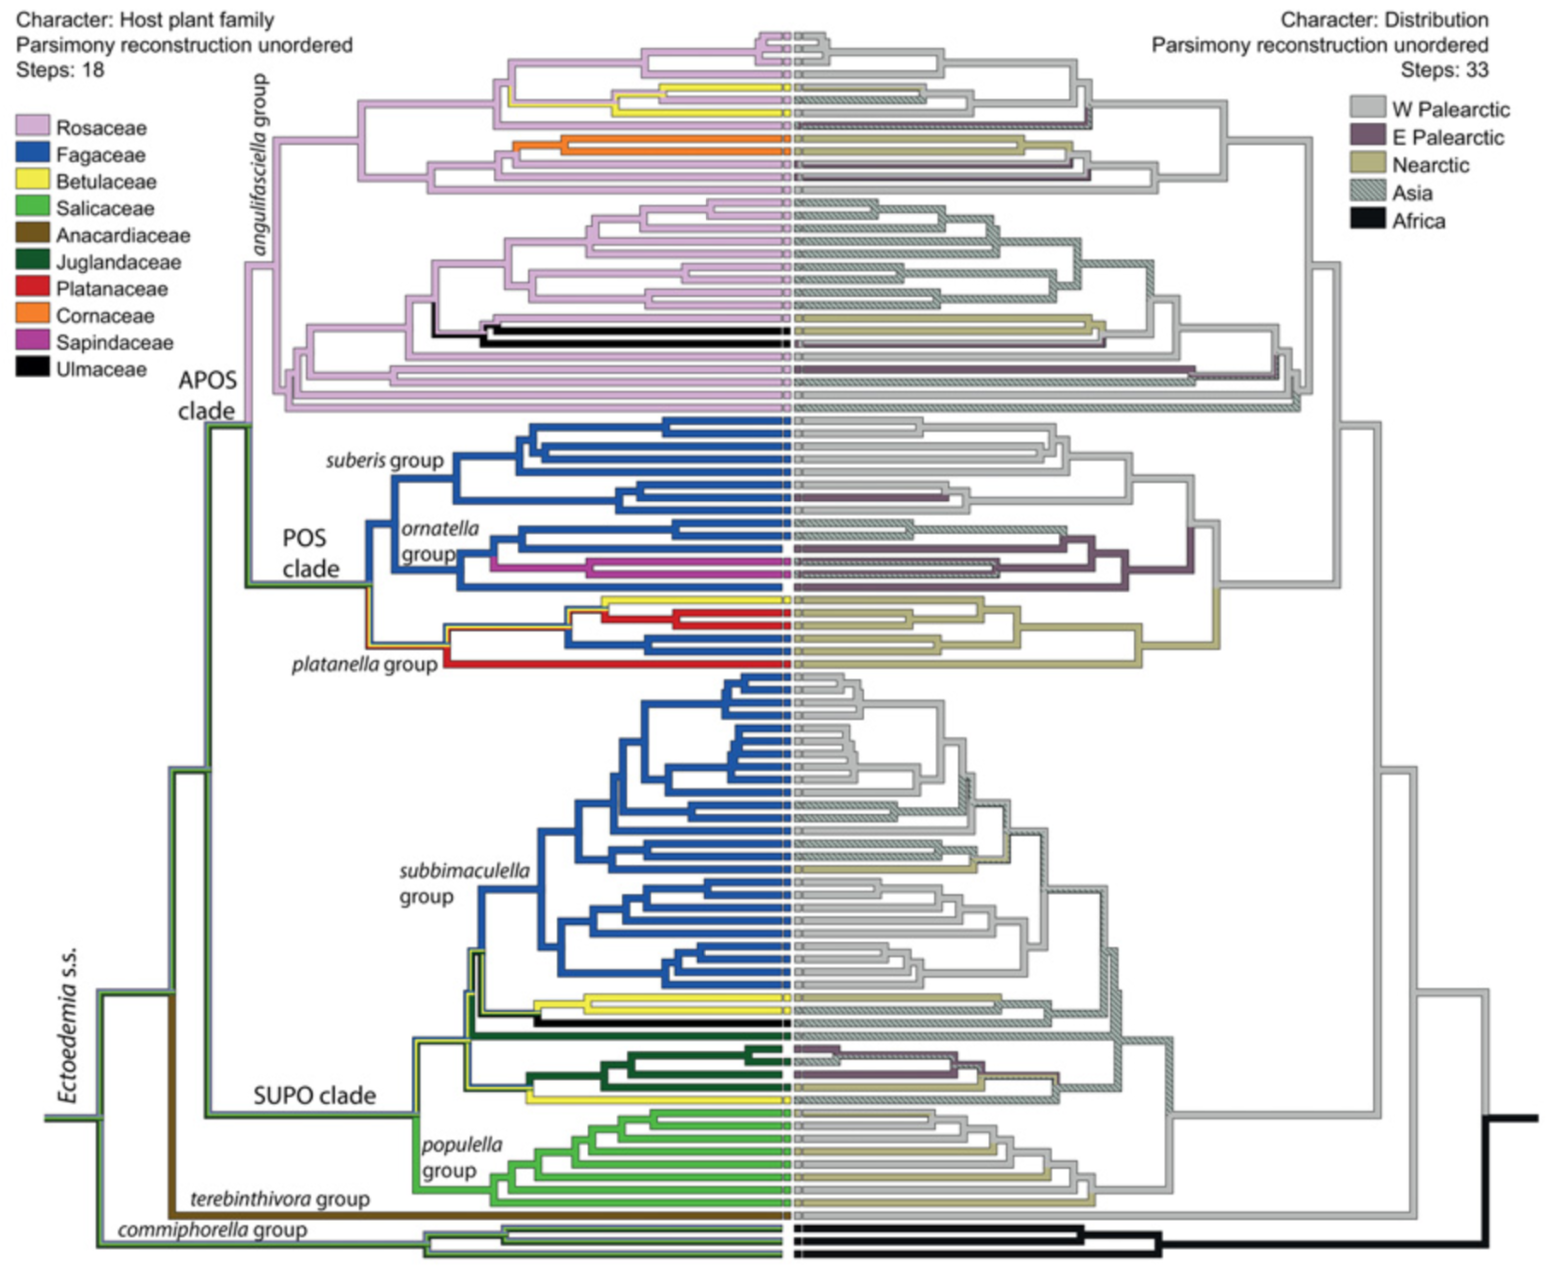 Character: Host plant family
Parsimony reconstruction unordered
Steps: 18
Character: Distribution
Parsimony reconstruction unordered
Steps: 33
Rosaceae
Fagaceae
Betulaceae
Salicaceae
Anacardiaceae
Juglandaceae
Platanaceae
Cornaceae
Sapindaceae
Ulmaceae
W Palearctic
E Palearctic
Nearctic
Asia
Africa
angulifasciella group
APOS
clade
suberis group
ornatella
group
POS
clade
platanella group
subbimaculella
group
Ectoedemia s.s.
SUPO clade
populella
group
terebinthivora group
commiphorella group